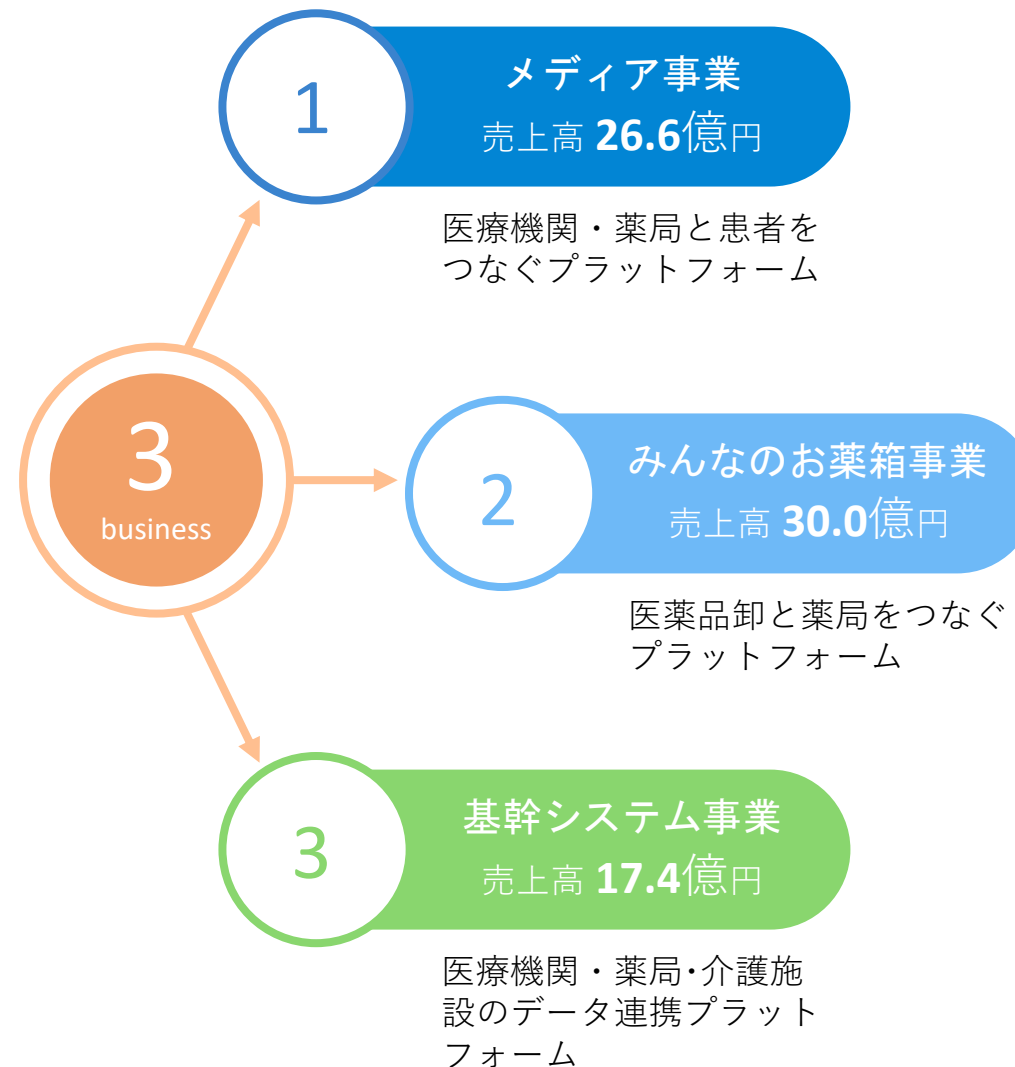 1
メディア事業
売上高 26.6億円
医療機関・薬局と患者を
つなぐプラットフォーム
3
business
2
みんなのお薬箱事業
売上高 30.0億円
医薬品卸と薬局をつなぐ
プラットフォーム
3
基幹システム事業
売上高 17.4億円
医療機関・薬局･介護施
設のデータ連携プラット
フォーム